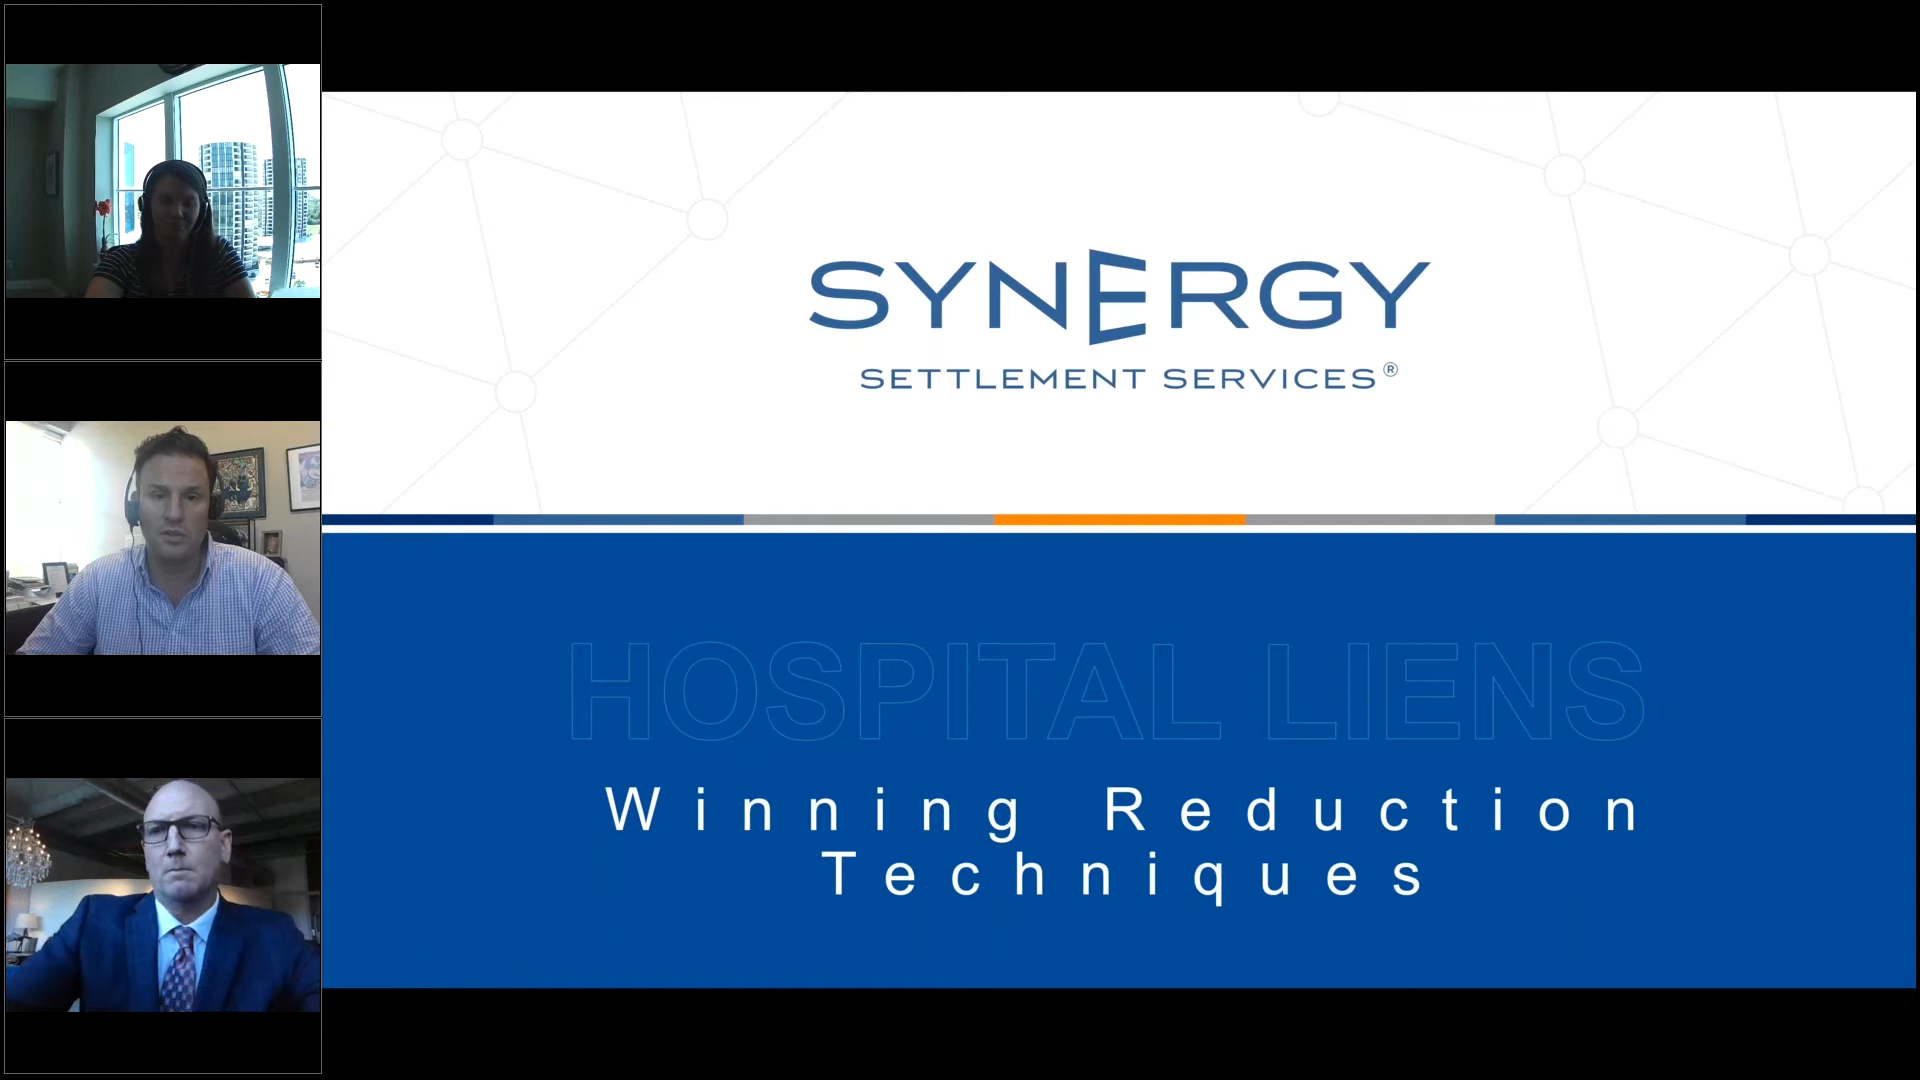 SYNERGY
SETTLEMENT SERVICES®
HOSPITAL LIENS
Winning Reduction
Techniques